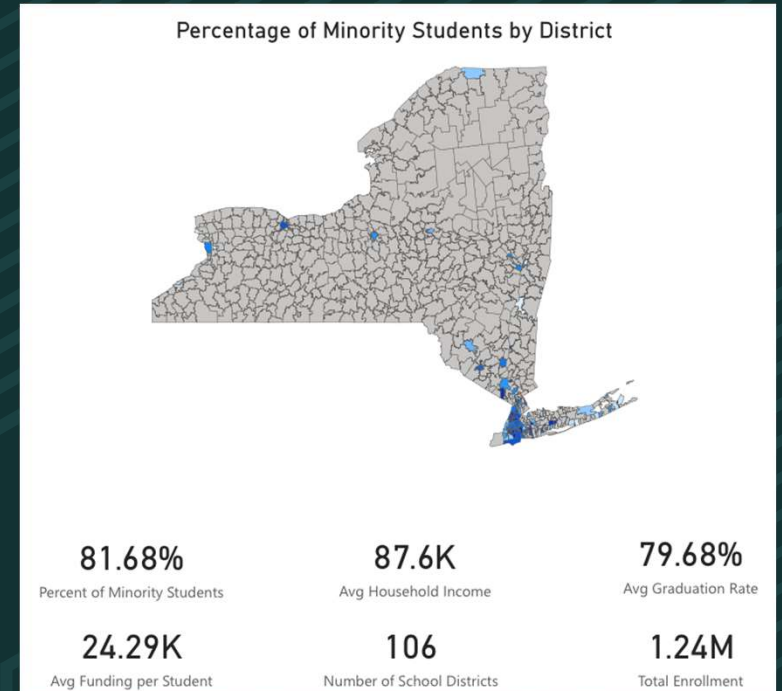 Percentage of Minority Students by District
81.68%
Percent of Minority Students
87.6K
Avg Household Income
79.68%
Avg Graduation Rate
24.29K
Avg Funding per Student
106
Number of School Districts
1.24M
Total Enrollment